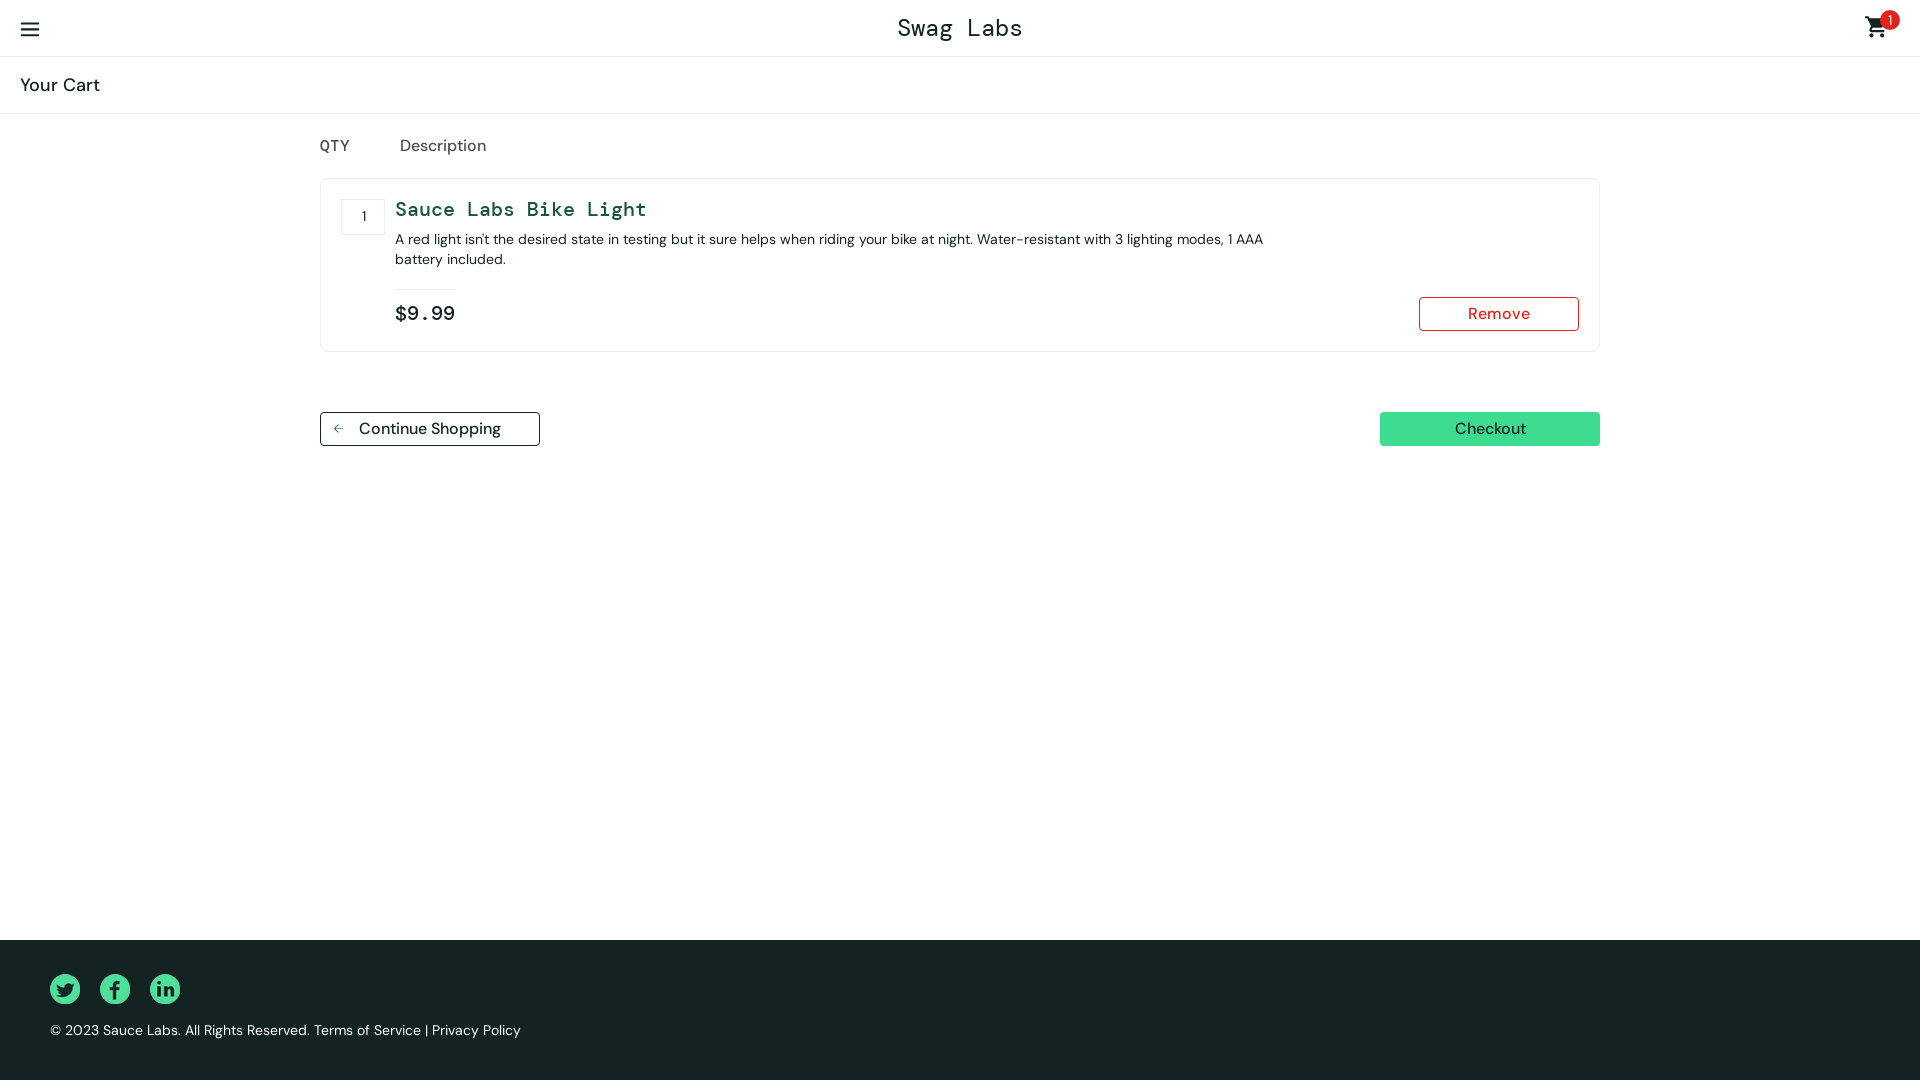 Swag Labs
1
Your Cart
QTY
Description
1
Sauce Labs Bike Light
A red light isn't the desired state in testing but it sure helps when riding your bike at night. Water-resistant with 3 lighting modes, 1 AAA
battery included.
$9.99
Remove
Continue Shopping
Checkout
© 2023 Sauce Labs. All Rights Reserved. Terms of Service | Privacy Policy